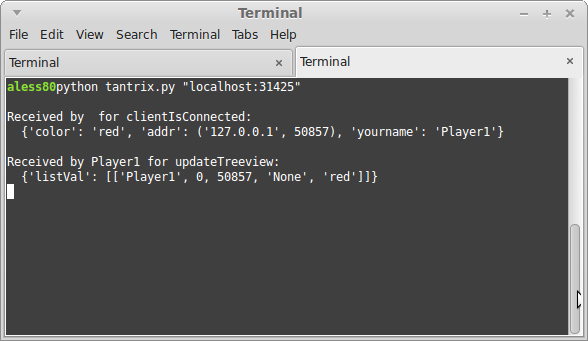 Terminal
File Edit View Search Terminal Tabs Help
Terminal × Terminal ×
aless80python tantrix.py "localhost:31425"
Received by  for clientIsConnected:
  {'color': 'red', 'addr': ('127.0.0.1', 50857), 'yourname': 'Player1'}
Received by Player1 for updateTreeview:
  {'listVal': [['Player1', 0, 50857, 'None', 'red']]}